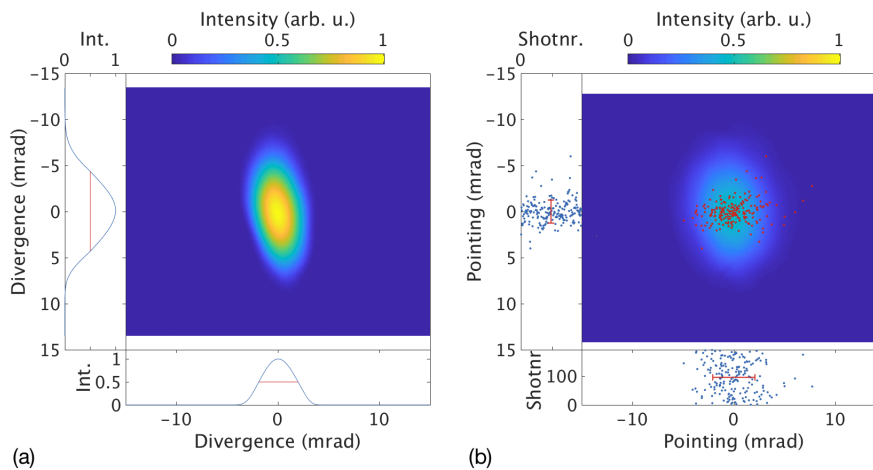 Intensity (arb. u.)
0 0.5 1
Int.
0 1
-15
-10
-5
0
5
10
15
Divergence (mrad)
Int.
1
0.5
0
-10 0 10
Divergence (mrad)
(a)
Intensity (arb. u.)
0 0.5 1
Shotnr.
0
-15
-10
-5
0
5
10
15
Pointing (mrad)
Shotnr
100
0
-10 0 10
Pointing (mrad)
(b)